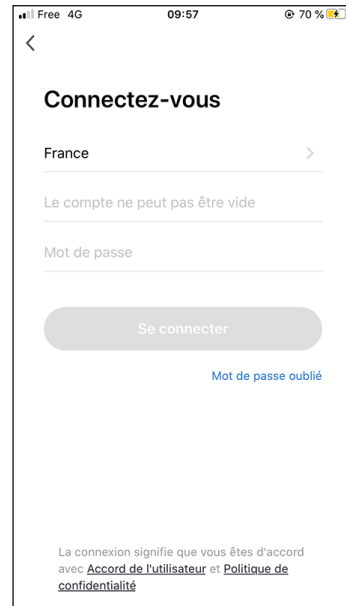 Free 4G 09:57 70 %
Connectez-vous
France
Le compte ne peut pas être vide
Mot de passe
Se connecter
Mot de passe oublié
La connexion signifie que vous êtes d'accord
avec Accord de l'utilisateur et Politique de
confidentialité